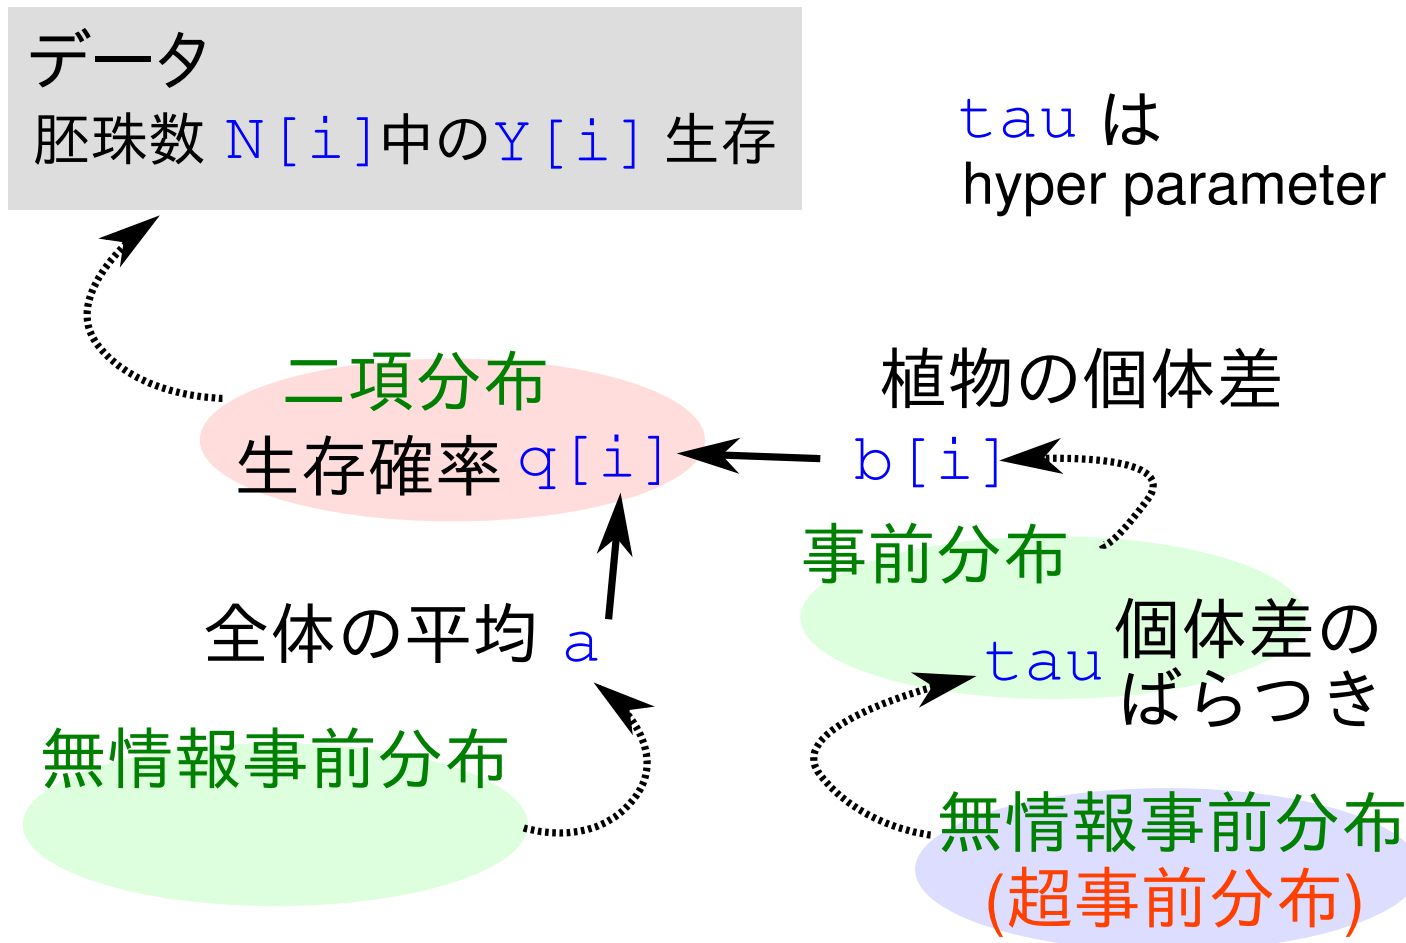 データ
胚珠数 N[i]中のY[i] 生存
tau は
hyper parameter
二項分布
生存確率 q[i]
植物の個体差
b[i]
事前分布
tau 個体差の
ばらつき
全体の平均 a
無情報事前分布
無情報事前分布
(超事前分布)